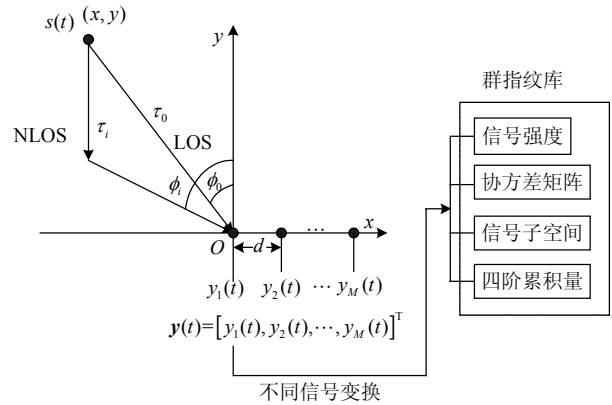 s(t) (x, y)
y
τ₀
NLOS
τᵢ
LOS
ϕᵢ
ϕ₀
x
O
d
...
y₁(t) y₂(t) ⋯ y_M(t)
y(t)=[y₁(t), y₂(t), ⋯, y_M(t)]ᵀ
不同信号变换
群指纹库
信号强度
协方差矩阵
信号子空间
四阶累积量